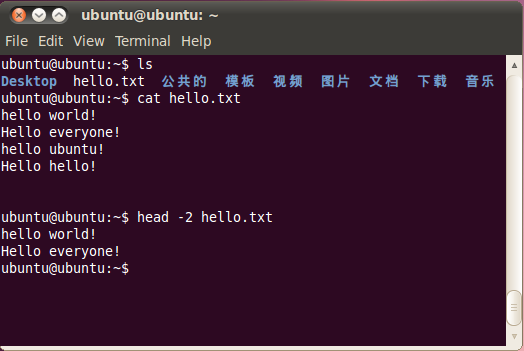 ubuntu@ubuntu: ~
File Edit View Terminal Help
ubuntu@ubuntu:~$ ls
Desktop hello.txt 公共的 模板 视频 图片 文档 下载 音乐
ubuntu@ubuntu:~$ cat hello.txt
hello world!
Hello everyone!
hello ubuntu!
Hello hello!
ubuntu@ubuntu:~$ head -2 hello.txt
hello world!
Hello everyone!
ubuntu@ubuntu:~$